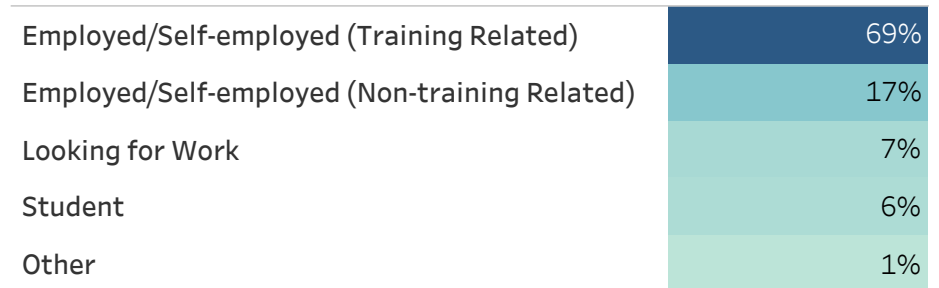 Employed/Self-employed (Training Related) 69%
Employed/Self-employed (Non-training Related) 17%
Looking for Work 7%
Student 6%
Other 1%